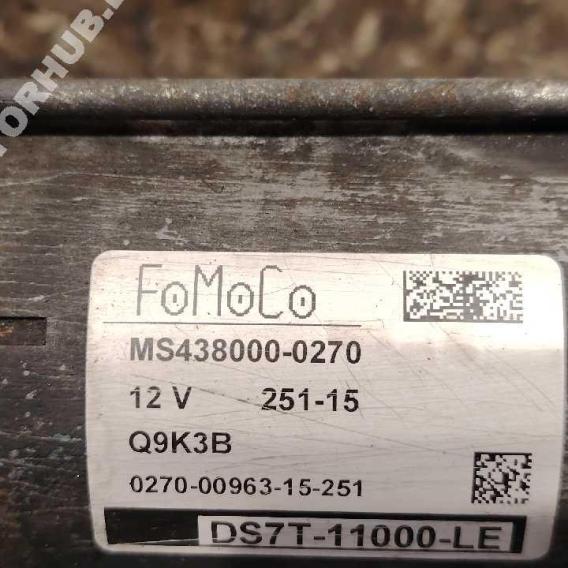 FoMoCo
MS438000-0270
12 V 251-15
Q9K3B
0270-00963-15-251
DS7T-11000-LE